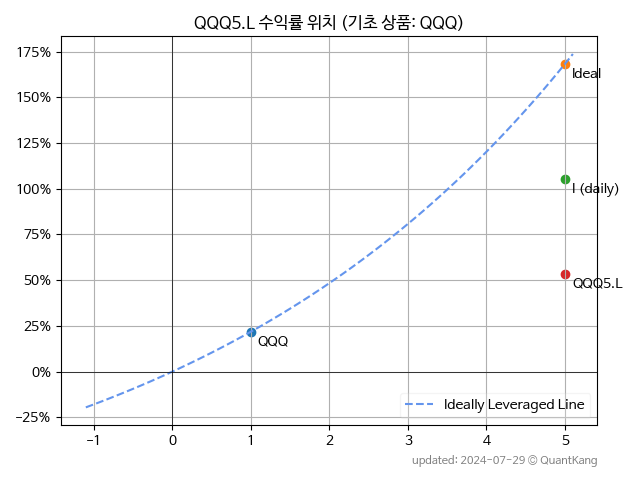 QQQ5.L 수익률 위치 (기초 상품: QQQ)
175%
150%
125%
100%
75%
50%
25%
0%
−25%
Ideal
I (daily)
QQQ5.L
QQQ
Ideally Leveraged Line
−1 0 1 2 3 4 5
updated: 2024-07-29 © QuantKang